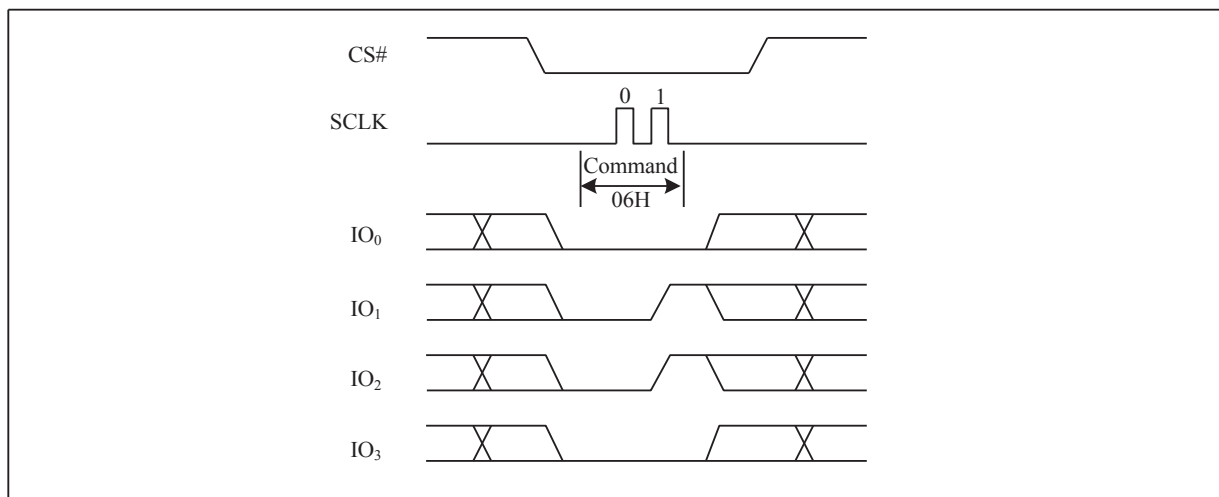 CS#
0 1
SCLK
Command
06H
IO₀
IO₁
IO₂
IO₃